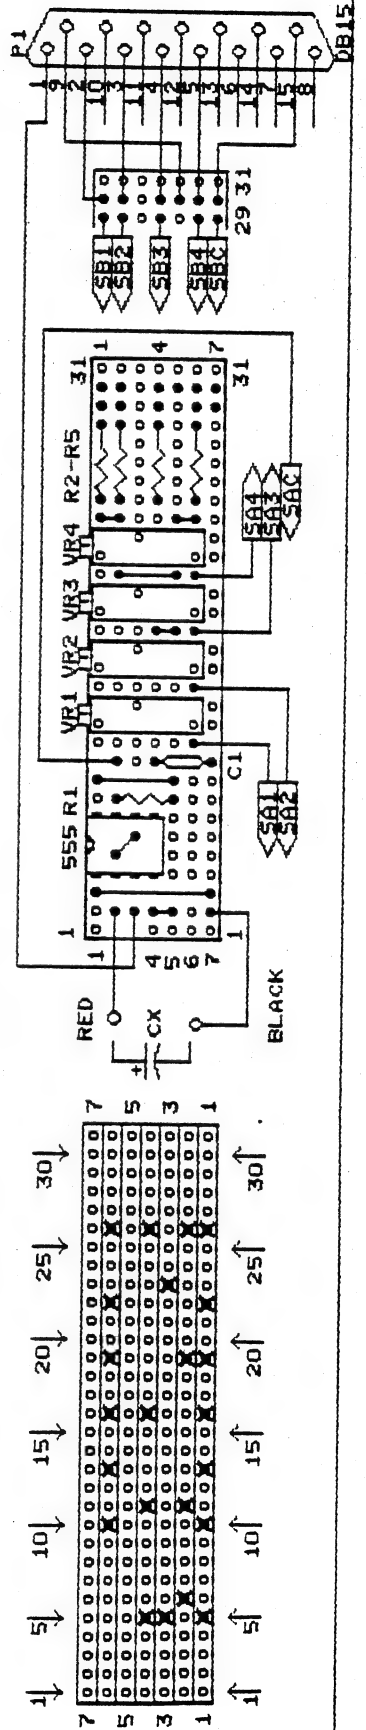 P1
DB15
1 9 2 10 3 11 4 12 5 13 6 14 7 15 8
31
29
SB1
SB2
SB3
SB4
SBC
31 1 4 7 31
R2-R5
VR4
VR3
VR2
VR1
SA4
SA3
SAC
C1
R1
555
SA1
SA2
1 1 4 5 6 7 1
RED
CX
+
BLACK
7 5 3 1
30 25 20 15 10 5 1
30 25 20 15 10 5 1
7 5 3 1